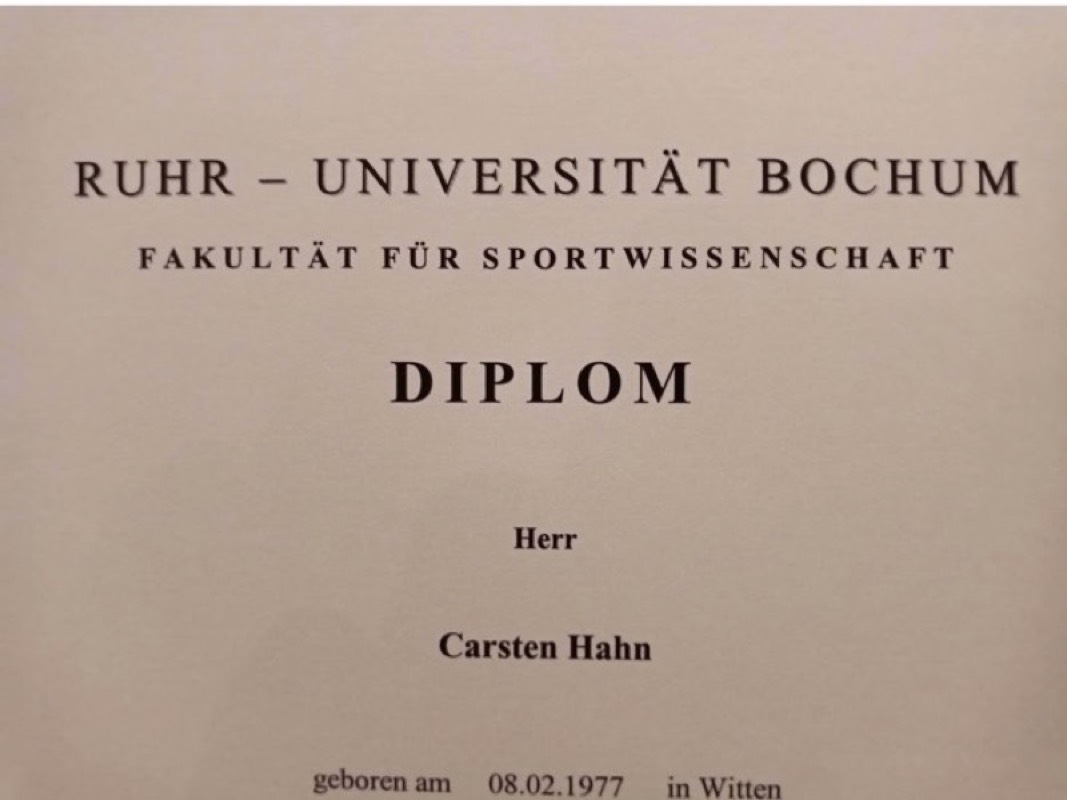 RUHR – UNIVERSITÄT BOCHUM
FAKULTÄT FÜR SPORTWISSENSCHAFT
DIPLOM
Herr
Carsten Hahn
geboren am 08.02.1977 in Witten